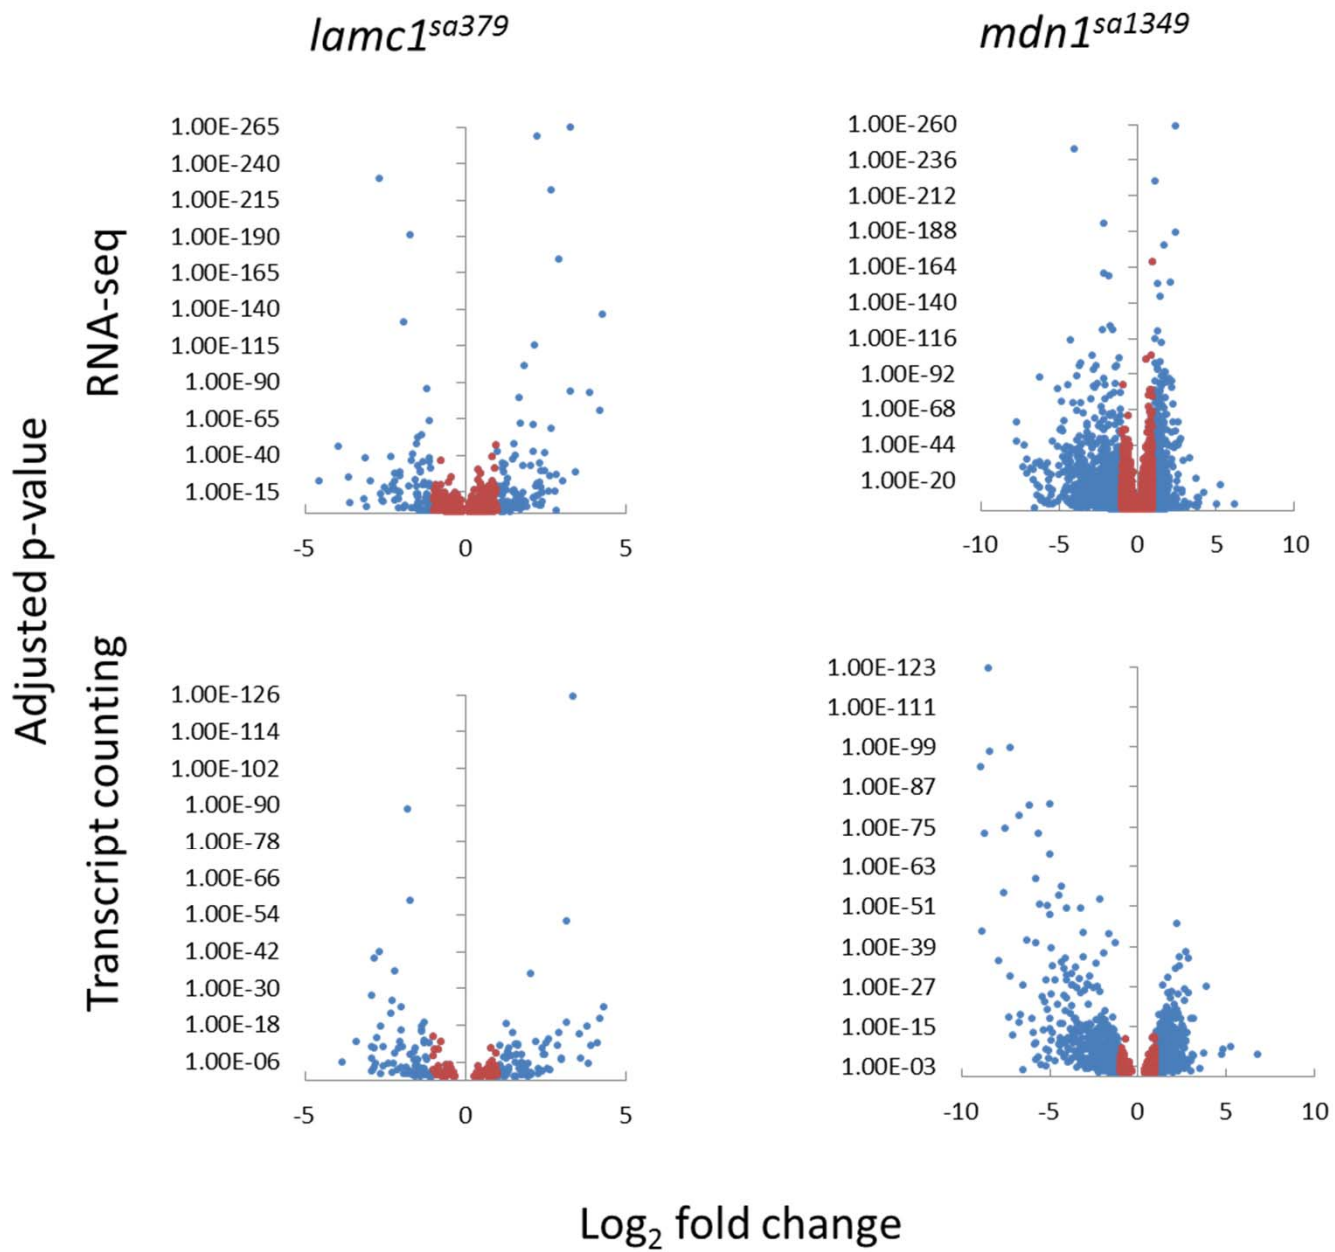 lamc1sa379
mdn1sa1349
Adjusted p-value
RNA-seq
1.00E-265
1.00E-240
1.00E-215
1.00E-190
1.00E-165
1.00E-140
1.00E-115
1.00E-90
1.00E-65
1.00E-40
1.00E-15
-5 0 5
1.00E-260
1.00E-236
1.00E-212
1.00E-188
1.00E-164
1.00E-140
1.00E-116
1.00E-92
1.00E-68
1.00E-44
1.00E-20
-10 -5 0 5 10
Transcript counting
1.00E-126
1.00E-114
1.00E-102
1.00E-90
1.00E-78
1.00E-66
1.00E-54
1.00E-42
1.00E-30
1.00E-18
1.00E-06
-5 0 5
1.00E-123
1.00E-111
1.00E-99
1.00E-87
1.00E-75
1.00E-63
1.00E-51
1.00E-39
1.00E-27
1.00E-15
1.00E-03
-10 -5 0 5 10
Log2 fold change